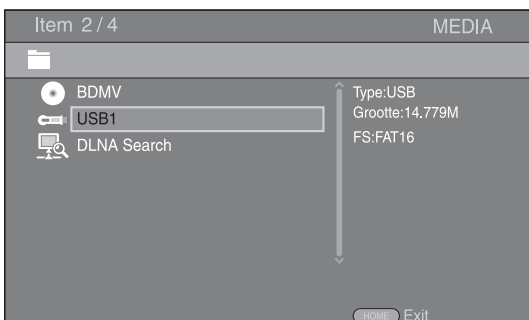 Item 2/4 MEDIA
BDMV
USB1
DLNA Search
Type:USB
Grootte:14.779M
FS:FAT16
HOME Exit